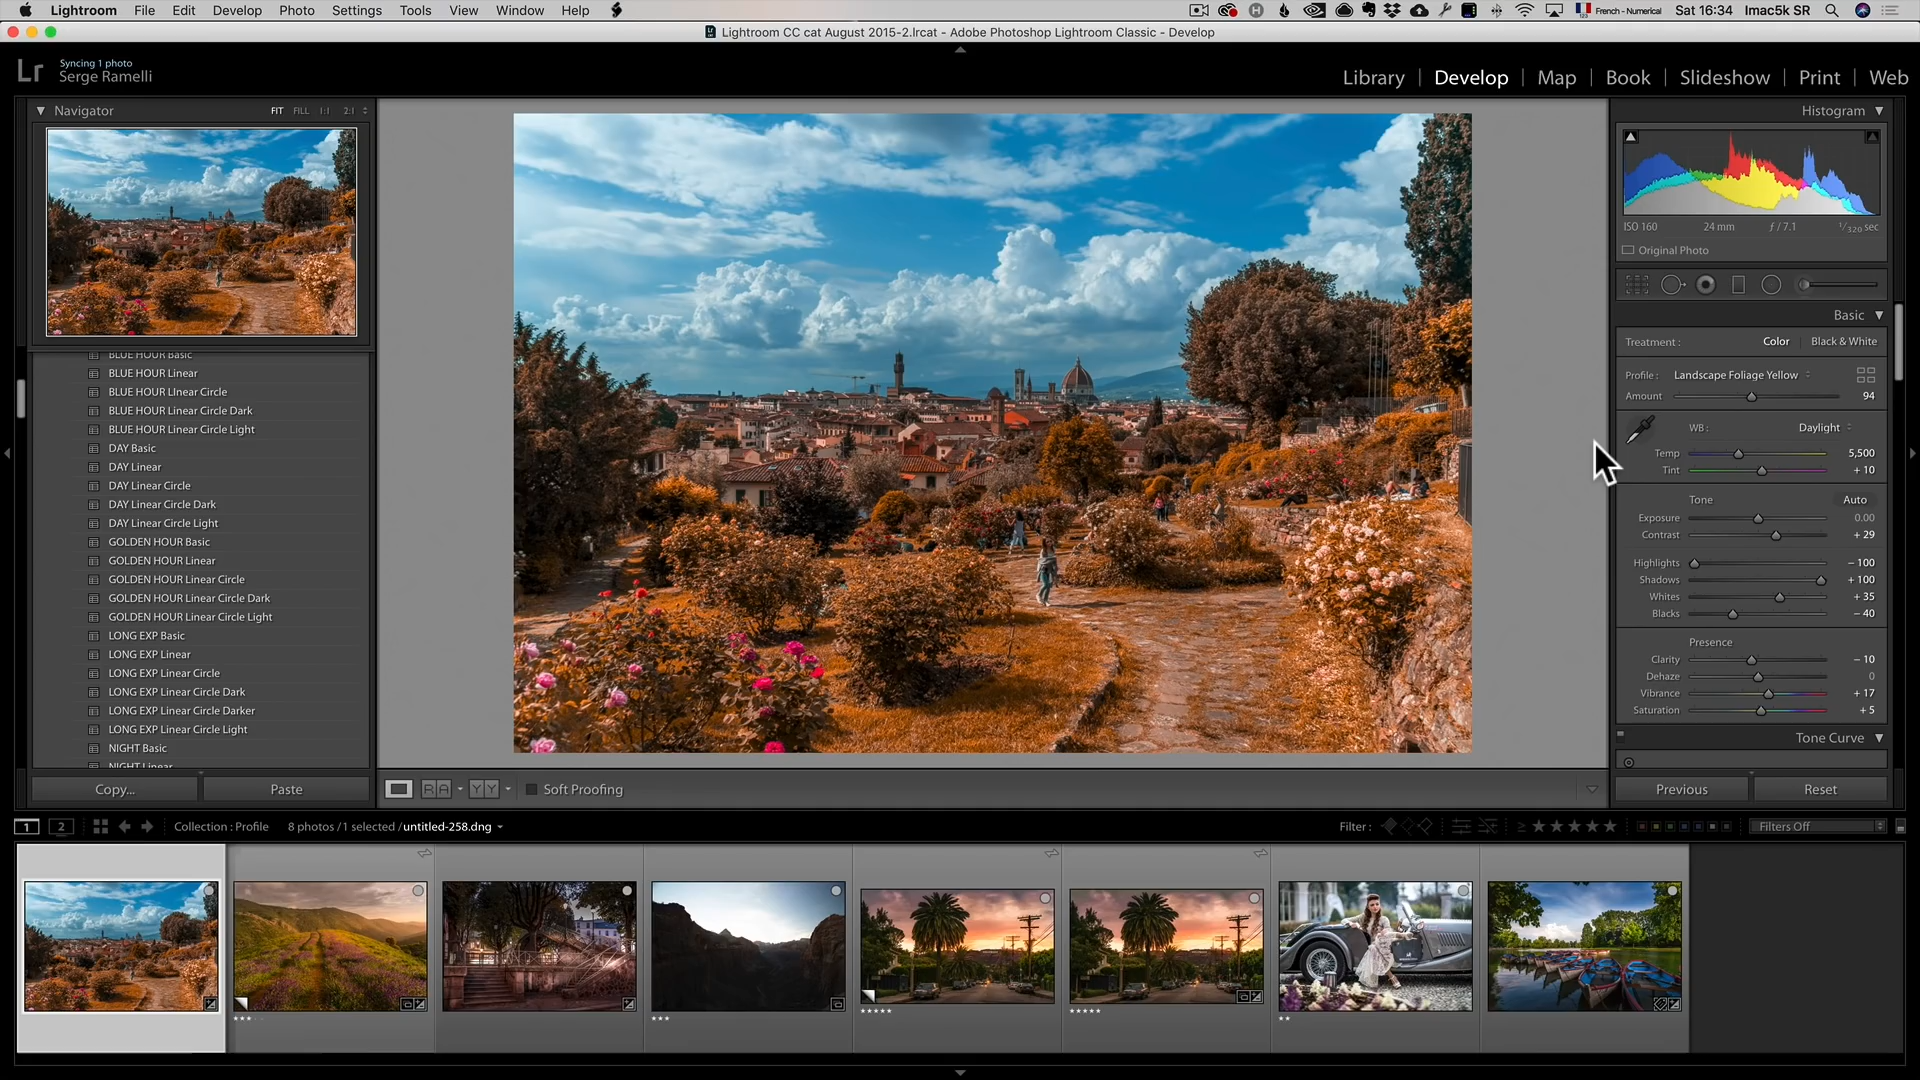 Lightroom File Edit Develop Photo Settings Tools View Window Help
French - Numerical Sat 16:34 Imac5k SR
Lightroom CC cat August 2015-2.lrcat - Adobe Photoshop Lightroom Classic - Develop
Lr Syncing 1 photo
Serge Ramelli
Library | Develop | Map | Book | Slideshow | Print | Web
Navigator FIT FILL 1:1 2:1
Histogram
ISO 160 24 mm ƒ / 7.1 1/320 sec
Original Photo
Basic
Treatment : Color | Black & White
Profile : Landscape Foliage Yellow
Amount 94
WB : Daylight
Temp 5,500
Tint + 10
Tone Auto
Exposure 0.00
Contrast + 29
Highlights − 100
Shadows + 100
Whites + 35
Blacks − 40
Presence
Clarity − 10
Dehaze 0
Vibrance + 17
Saturation + 5
Tone Curve
Previous Reset
BLUE HOUR Basic
BLUE HOUR Linear
BLUE HOUR LInear Circle
BLUE HOUR Linear Circle Dark
BLUE HOUR Linear Circle Light
DAY Basic
DAY Linear
DAY Linear Circle
DAY Linear Circle Dark
DAY Linear Circle Light
GOLDEN HOUR Basic
GOLDEN HOUR Linear
GOLDEN HOUR Linear Circle
GOLDEN HOUR Linear Circle Dark
GOLDEN HOUR Linear Circle Light
LONG EXP Basic
LONG EXP Linear
LONG EXP Linear Circle
LONG EXP Linear Circle Dark
LONG EXP Linear Circle Darker
LONG EXP Linear Circle Light
NIGHT Basic
NIGHT Linear
Copy... Paste
R A Y Y Soft Proofing
1 2 Collection : Profile 8 photos / 1 selected / untitled-258.dng
Filter : ≥ ★★★★★ Filters Off